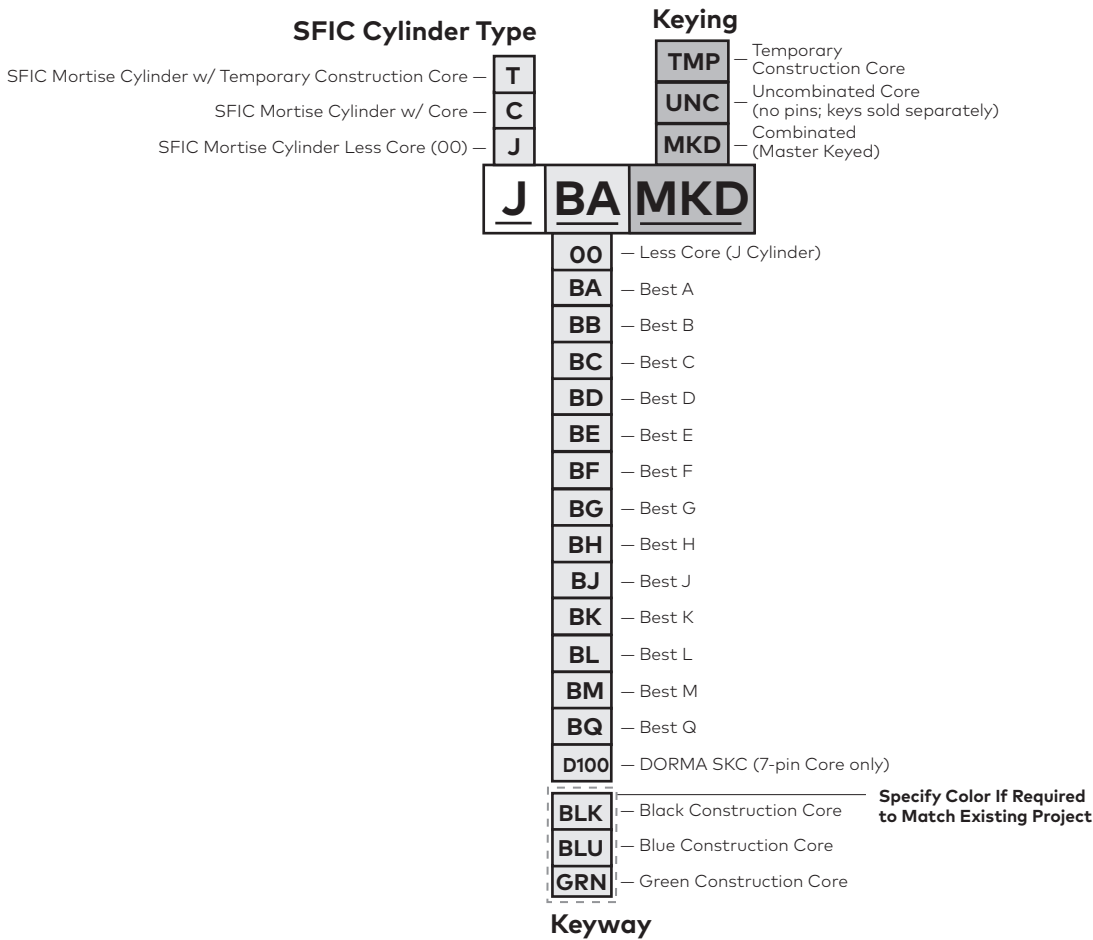 SFIC Cylinder Type
SFIC Mortise Cylinder w/ Temporary Construction Core — T
SFIC Mortise Cylinder w/ Core — C
SFIC Mortise Cylinder Less Core (00) — J
Keying
TMP — Temporary
Construction Core
UNC — Uncombinated Core
(no pins; keys sold separately)
MKD — Combinated
(Master Keyed)
J BA MKD
00 — Less Core (J Cylinder)
BA — Best A
BB — Best B
BC — Best C
BD — Best D
BE — Best E
BF — Best F
BG — Best G
BH — Best H
BJ — Best J
BK — Best K
BL — Best L
BM — Best M
BQ — Best Q
D100 — DORMA SKC (7-pin Core only)
BLK — Black Construction Core
BLU — Blue Construction Core
GRN — Green Construction Core
Specify Color If Required
to Match Existing Project
Keyway